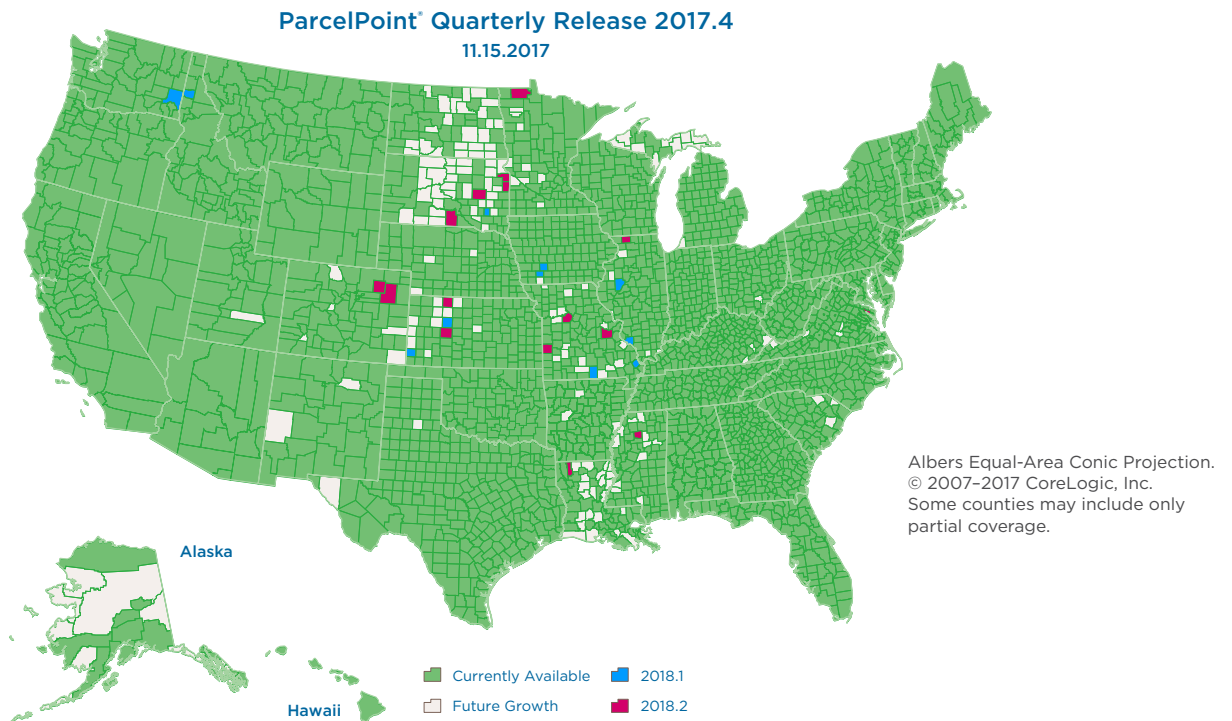 ParcelPoint® Quarterly Release 2017.4
11.15.2017
Albers Equal-Area Conic Projection.
© 2007–2017 CoreLogic, Inc.
Some counties may include only
partial coverage.
Alaska
Hawaii
Currently Available
2018.1
Future Growth
2018.2